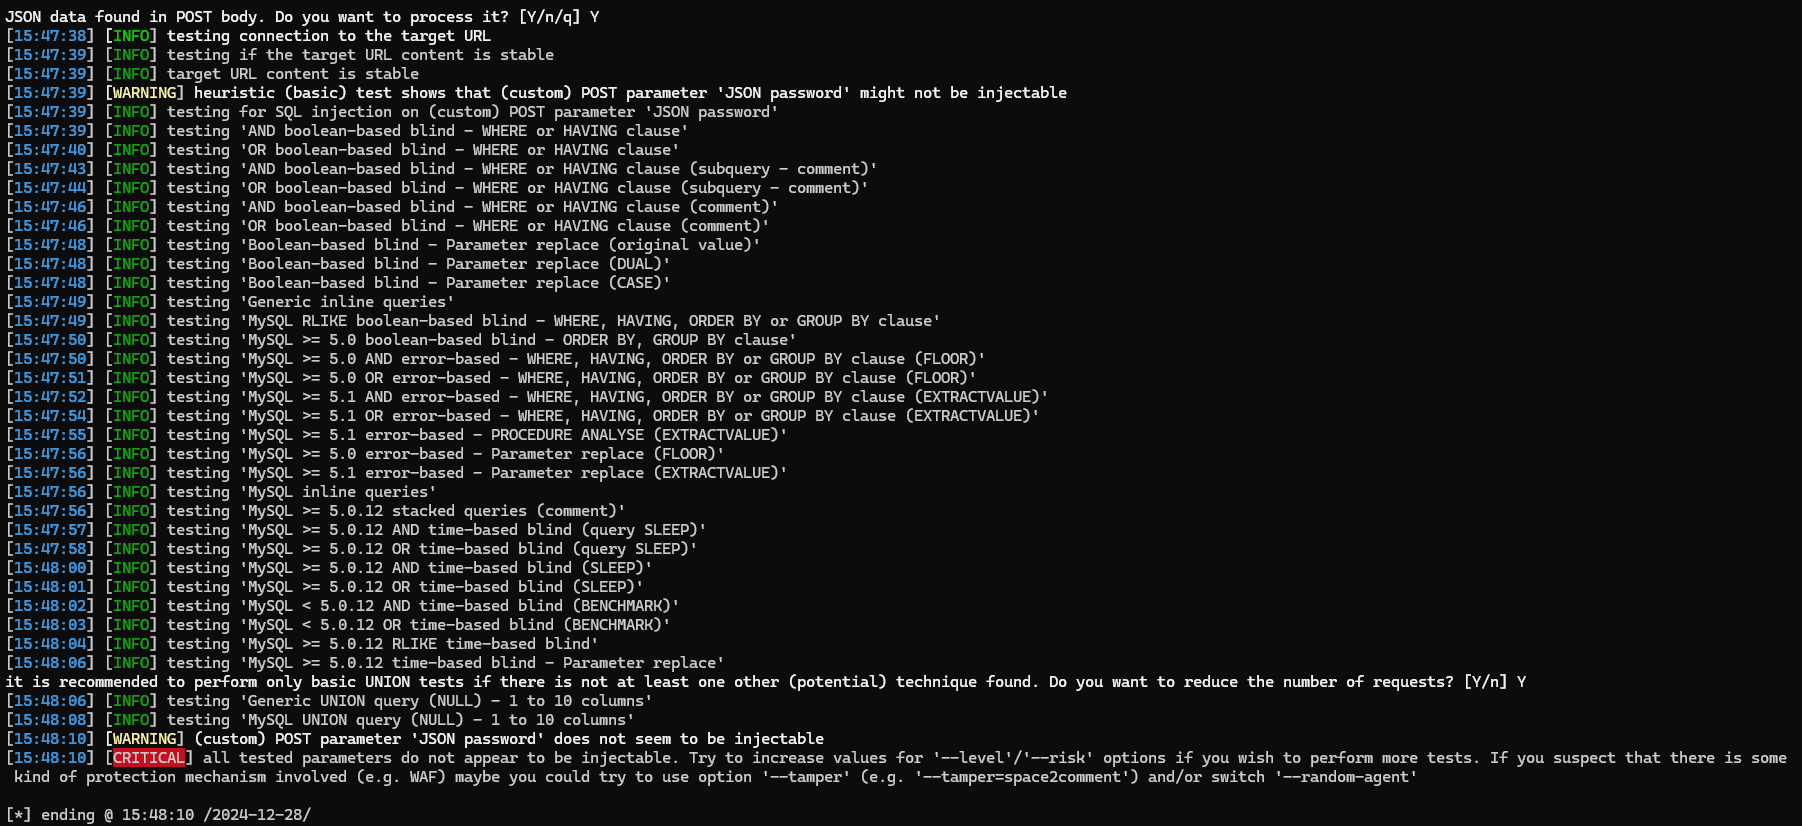 JSON data found in POST body. Do you want to process it? [Y/n/q] Y
[15:47:38] [INFO] testing connection to the target URL
[15:47:39] [INFO] testing if the target URL content is stable
[15:47:39] [INFO] target URL content is stable
[15:47:39] [WARNING] heuristic (basic) test shows that (custom) POST parameter 'JSON password' might not be injectable
[15:47:39] [INFO] testing for SQL injection on (custom) POST parameter 'JSON password'
[15:47:39] [INFO] testing 'AND boolean-based blind - WHERE or HAVING clause'
[15:47:40] [INFO] testing 'OR boolean-based blind - WHERE or HAVING clause'
[15:47:43] [INFO] testing 'AND boolean-based blind - WHERE or HAVING clause (subquery - comment)'
[15:47:44] [INFO] testing 'OR boolean-based blind - WHERE or HAVING clause (subquery - comment)'
[15:47:46] [INFO] testing 'AND boolean-based blind - WHERE or HAVING clause (comment)'
[15:47:46] [INFO] testing 'OR boolean-based blind - WHERE or HAVING clause (comment)'
[15:47:48] [INFO] testing 'Boolean-based blind - Parameter replace (original value)'
[15:47:48] [INFO] testing 'Boolean-based blind - Parameter replace (DUAL)'
[15:47:48] [INFO] testing 'Boolean-based blind - Parameter replace (CASE)'
[15:47:49] [INFO] testing 'Generic inline queries'
[15:47:49] [INFO] testing 'MySQL RLIKE boolean-based blind - WHERE, HAVING, ORDER BY or GROUP BY clause'
[15:47:50] [INFO] testing 'MySQL >= 5.0 boolean-based blind - ORDER BY, GROUP BY clause'
[15:47:50] [INFO] testing 'MySQL >= 5.0 AND error-based - WHERE, HAVING, ORDER BY or GROUP BY clause (FLOOR)'
[15:47:51] [INFO] testing 'MySQL >= 5.0 OR error-based - WHERE, HAVING, ORDER BY or GROUP BY clause (FLOOR)'
[15:47:52] [INFO] testing 'MySQL >= 5.1 AND error-based - WHERE, HAVING, ORDER BY or GROUP BY clause (EXTRACTVALUE)'
[15:47:54] [INFO] testing 'MySQL >= 5.1 OR error-based - WHERE, HAVING, ORDER BY or GROUP BY clause (EXTRACTVALUE)'
[15:47:55] [INFO] testing 'MySQL >= 5.1 error-based - PROCEDURE ANALYSE (EXTRACTVALUE)'
[15:47:56] [INFO] testing 'MySQL >= 5.0 error-based - Parameter replace (FLOOR)'
[15:47:56] [INFO] testing 'MySQL >= 5.1 error-based - Parameter replace (EXTRACTVALUE)'
[15:47:56] [INFO] testing 'MySQL inline queries'
[15:47:56] [INFO] testing 'MySQL >= 5.0.12 stacked queries (comment)'
[15:47:57] [INFO] testing 'MySQL >= 5.0.12 AND time-based blind (query SLEEP)'
[15:47:58] [INFO] testing 'MySQL >= 5.0.12 OR time-based blind (query SLEEP)'
[15:48:00] [INFO] testing 'MySQL >= 5.0.12 AND time-based blind (SLEEP)'
[15:48:01] [INFO] testing 'MySQL >= 5.0.12 OR time-based blind (SLEEP)'
[15:48:02] [INFO] testing 'MySQL < 5.0.12 AND time-based blind (BENCHMARK)'
[15:48:03] [INFO] testing 'MySQL < 5.0.12 OR time-based blind (BENCHMARK)'
[15:48:04] [INFO] testing 'MySQL >= 5.0.12 RLIKE time-based blind'
[15:48:06] [INFO] testing 'MySQL >= 5.0.12 time-based blind - Parameter replace'
it is recommended to perform only basic UNION tests if there is not at least one other (potential) technique found. Do you want to reduce the number of requests? [Y/n] Y
[15:48:06] [INFO] testing 'Generic UNION query (NULL) - 1 to 10 columns'
[15:48:08] [INFO] testing 'MySQL UNION query (NULL) - 1 to 10 columns'
[15:48:10] [WARNING] (custom) POST parameter 'JSON password' does not seem to be injectable
[15:48:10] [CRITICAL] all tested parameters do not appear to be injectable. Try to increase values for '--level'/'--risk' options if you wish to perform more tests. If you suspect that there is some
kind of protection mechanism involved (e.g. WAF) maybe you could try to use option '--tamper' (e.g. '--tamper=space2comment') and/or switch '--random-agent'
[*] ending @ 15:48:10 /2024-12-28/